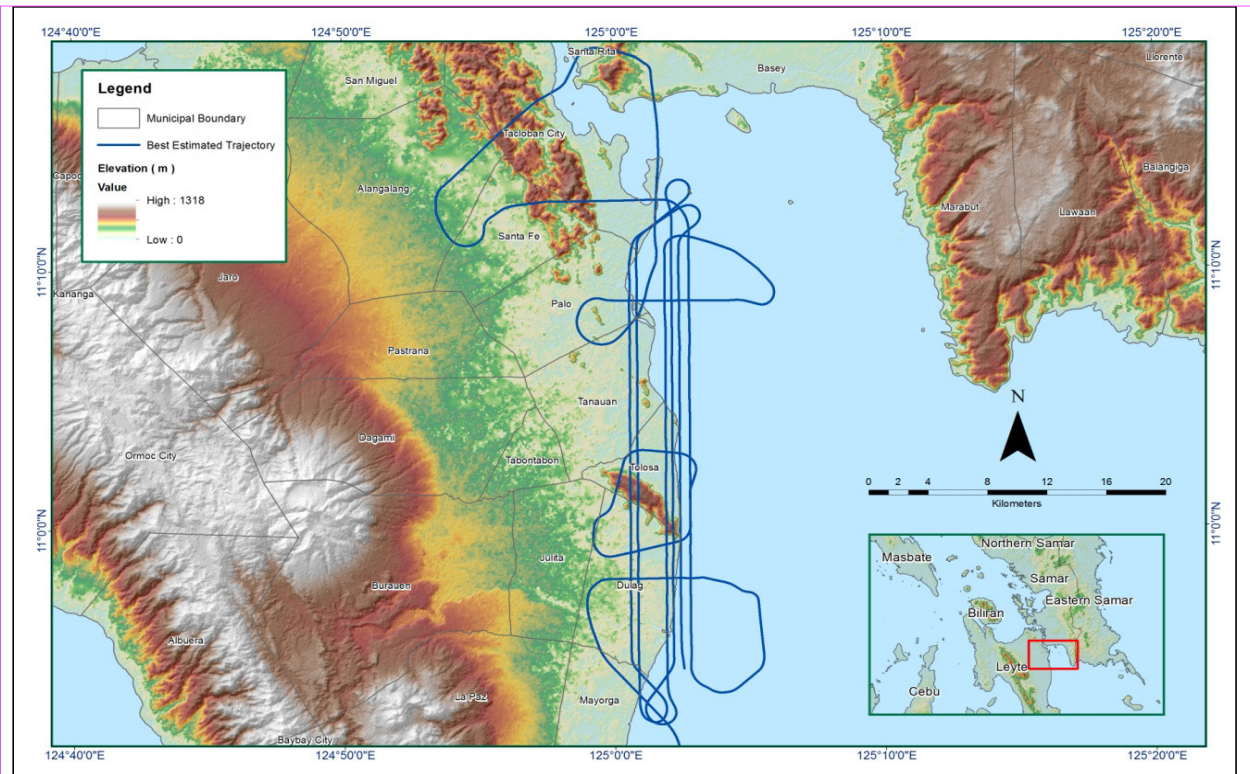 124°40'0"E
124°50'0"E
125°0'0"E
125°10'0"E
125°20'0"E
Legend
Municipal Boundary
Best Estimated Trajectory
Elevation ( m )
Value
High : 1318
Low : 0
San Miguel
Santa Rita
Basey
Llorente
Tacloban City
Balangiga
Capoc
Alangalang
Marabut
Lawaan
Santa Fe
11°10'0"N
11°10'0"N
Jaro
Kananga
Palo
Pastrana
Tanauan
N
Dagami
Ormoc City
Tabontabon
Tolosa
0 2 4 8 12 16 20
Kilometers
11°0'0"N
11°0'0"N
Julita
Dulag
Burauen
Albuera
La Paz
Mayorga
Baybay City
Masbate
Northern Samar
Samar
Eastern Samar
Biliran
Leyte
Cebu
124°40'0"E
124°50'0"E
125°0'0"E
125°10'0"E
125°20'0"E